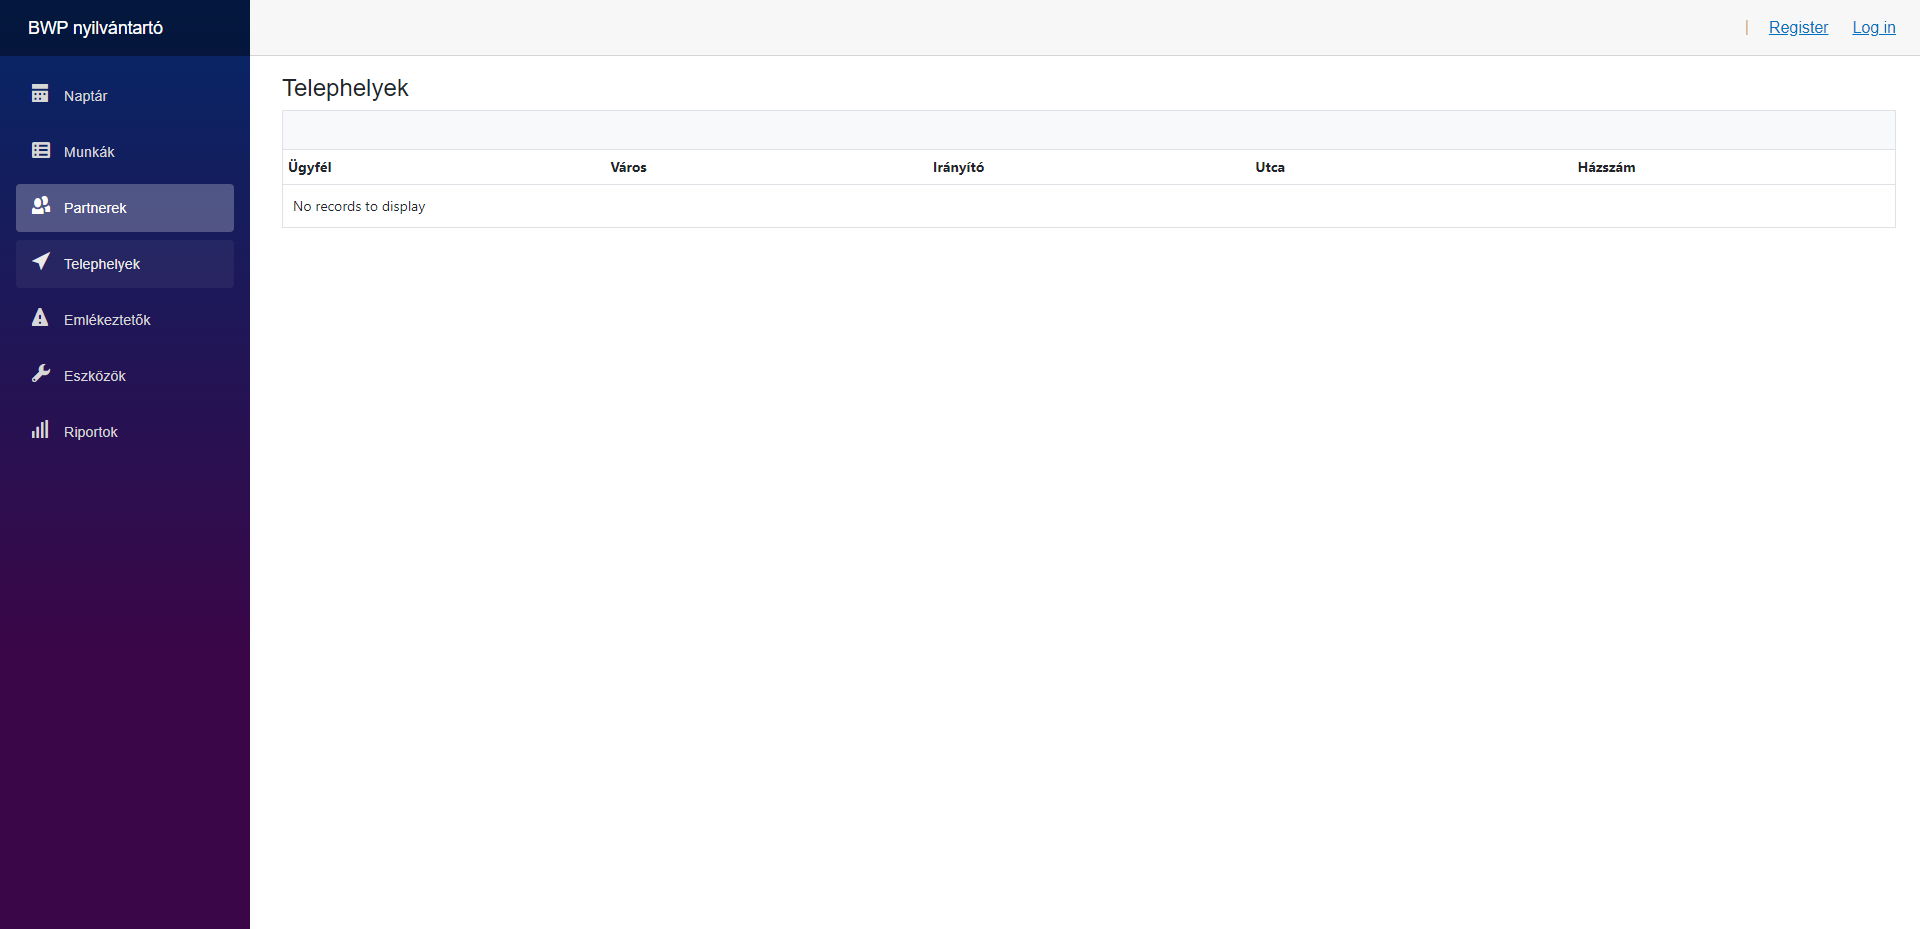 BWP nyilvántartó
Register Log in
Naptár
Munkák
Partnerek
Telephelyek
Emlékeztetők
Eszközök
Riportok
Telephelyek
Ügyfél Város Irányító Utca Házszám
No records to display